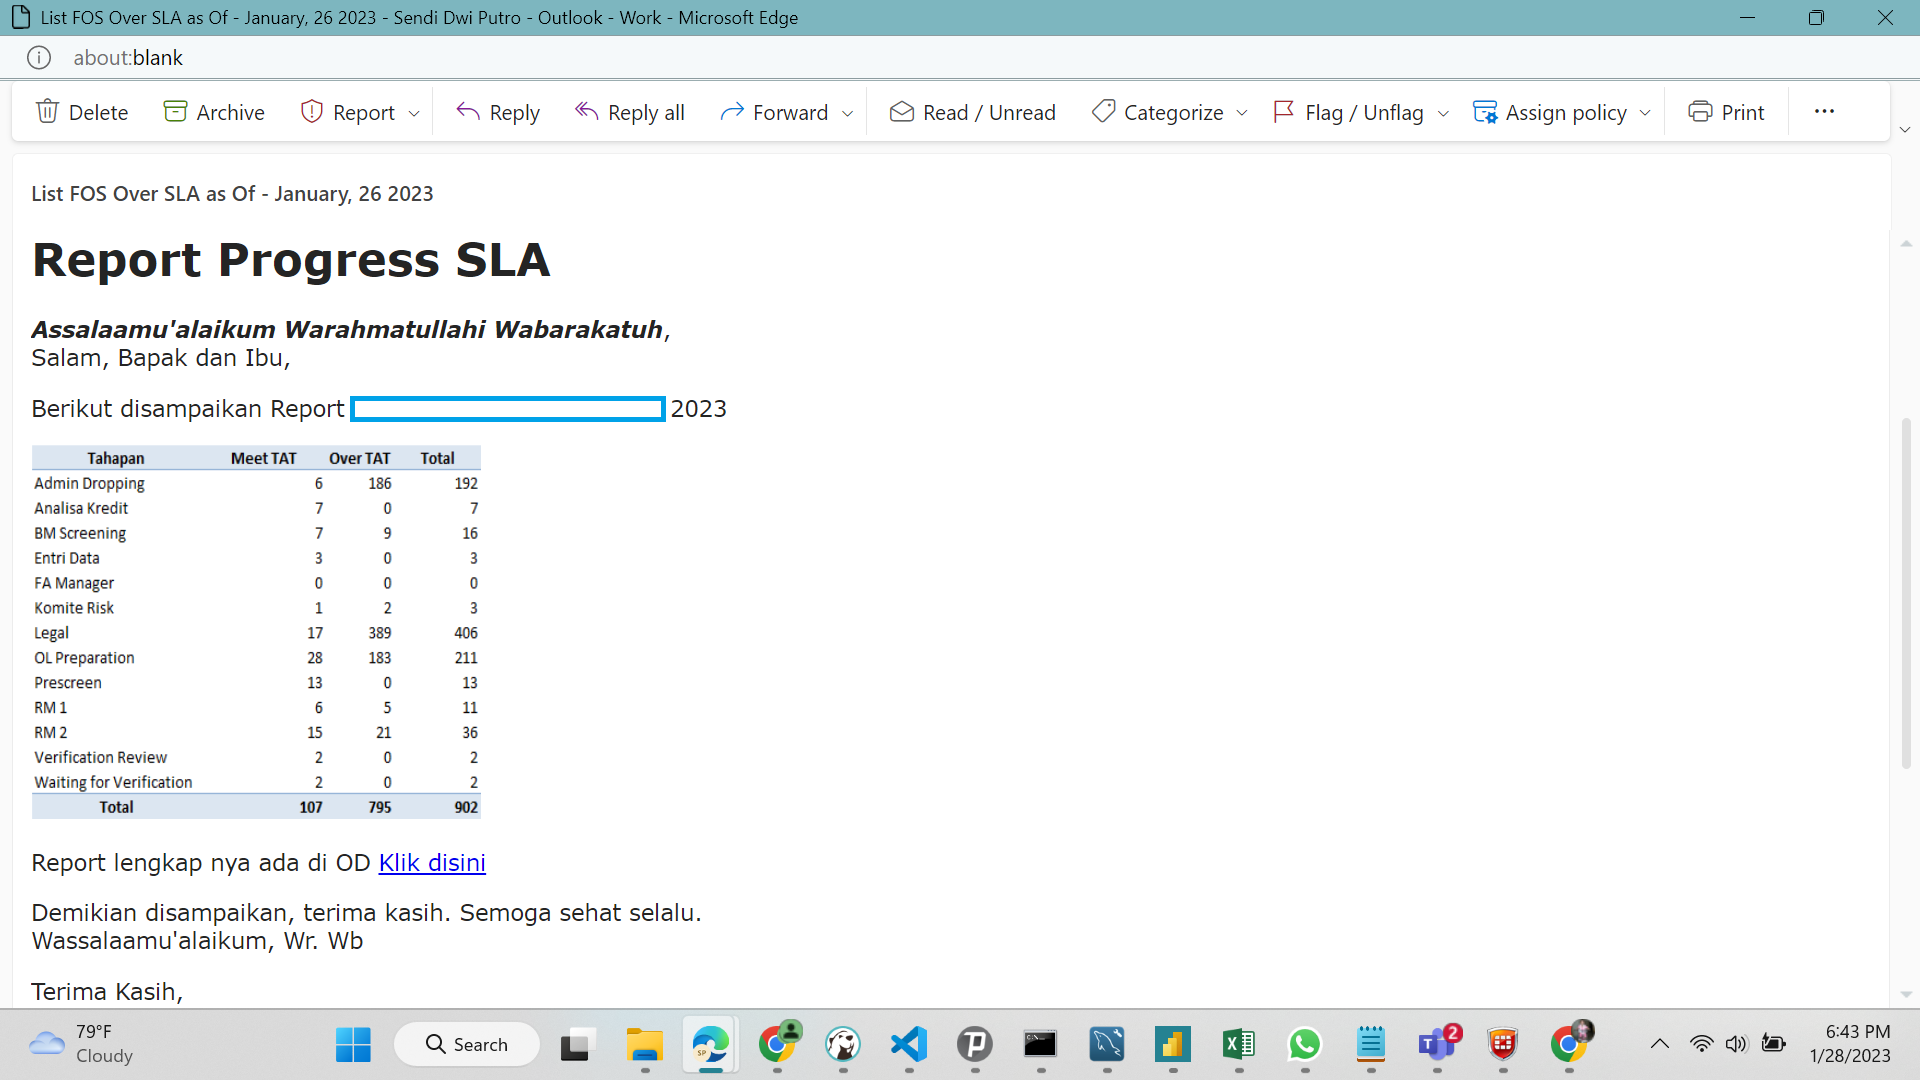 List FOS Over SLA as Of - January, 26 2023 - Sendi Dwi Putro - Outlook - Work - Microsoft Edge
about:blank
Delete Archive Report Reply Reply all Forward Read / Unread Categorize Flag / Unflag Assign policy Print ...
List FOS Over SLA as Of - January, 26 2023
Report Progress SLA
Assalaamu'alaikum Warahmatullahi Wabarakatuh,
Salam, Bapak dan Ibu,
Berikut disampaikan Report 2023
Tahapan Meet TAT Over TAT Total
Admin Dropping 6 186 192
Analisa Kredit 7 0 7
BM Screening 7 9 16
Entri Data 3 0 3
FA Manager 0 0 0
Komite Risk 1 2 3
Legal 17 389 406
OL Preparation 28 183 211
Prescreen 13 0 13
RM 1 6 5 11
RM 2 15 21 36
Verification Review 2 0 2
Waiting for Verification 2 0 2
Total 107 795 902
Report lengkap nya ada di OD Klik disini
Demikian disampaikan, terima kasih. Semoga sehat selalu.
Wassalaamu'alaikum, Wr. Wb
Terima Kasih,
79°F
Cloudy
Search
SP
2
6:43 PM
1/28/2023